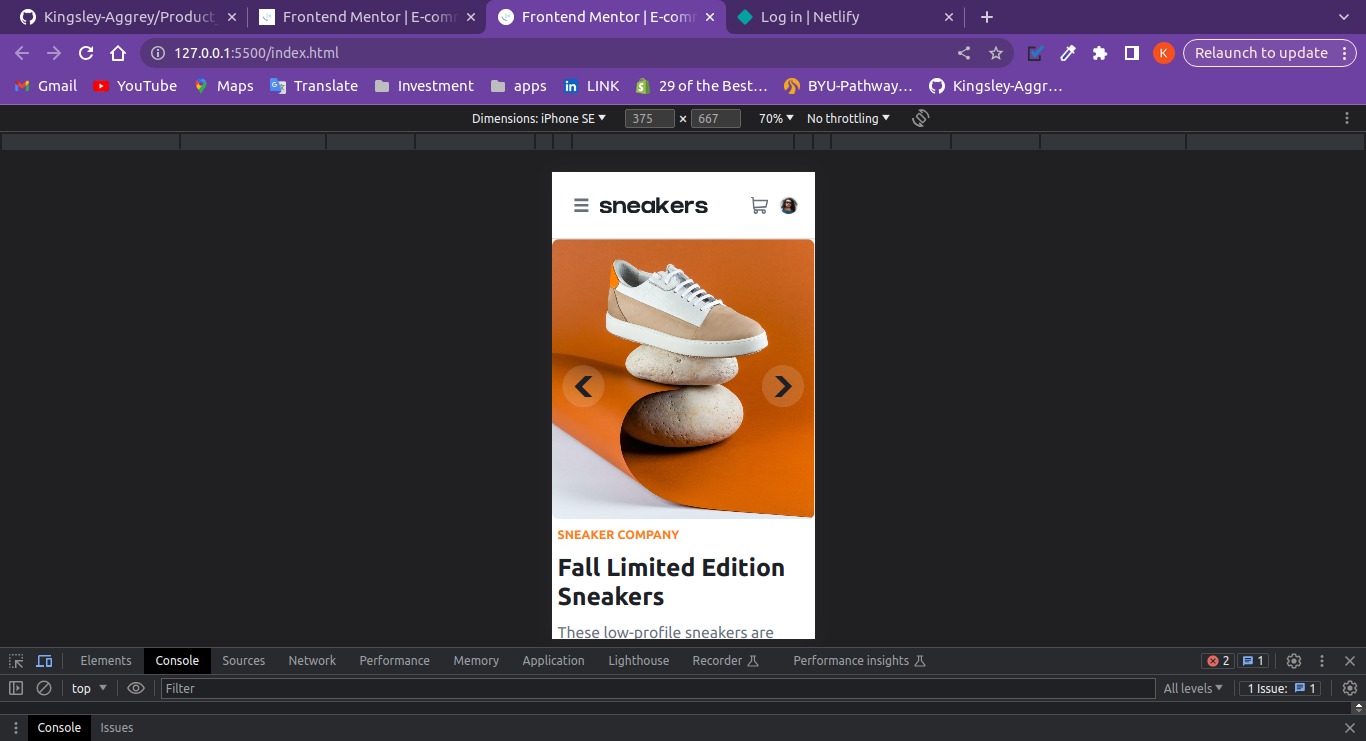 Kingsley-Aggrey/Product_
Frontend Mentor | E-comm
Frontend Mentor | E-comm
Log in | Netlify
127.0.0.1:5500/index.html
K
Relaunch to update
Gmail
YouTube
Maps
Translate
Investment
apps
LINK
29 of the Best…
BYU-Pathway…
Kingsley-Aggr…
Dimensions: iPhone SE
375 × 667
70%
No throttling
sneakers
SNEAKER COMPANY
Fall Limited Edition
Sneakers
These low-profile sneakers are
Elements
Console
Sources
Network
Performance
Memory
Application
Lighthouse
Recorder
Performance insights
2
1
top
Filter
All levels
1 Issue: 1
Console
Issues